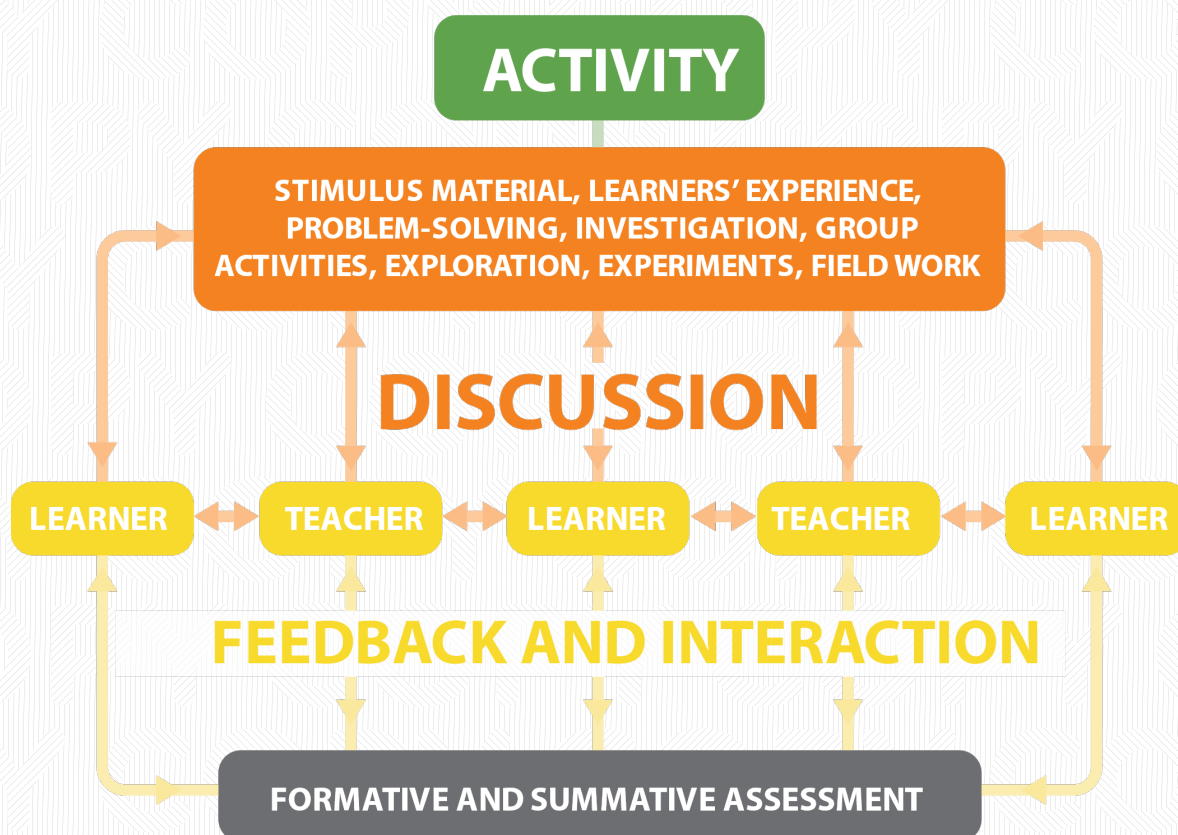 ACTIVITY
STIMULUS MATERIAL, LEARNERS’ EXPERIENCE,
PROBLEM-SOLVING, INVESTIGATION, GROUP
ACTIVITIES, EXPLORATION, EXPERIMENTS, FIELD WORK
DISCUSSION
LEARNER
TEACHER
LEARNER
TEACHER
LEARNER
FEEDBACK AND INTERACTION
FORMATIVE AND SUMMATIVE ASSESSMENT